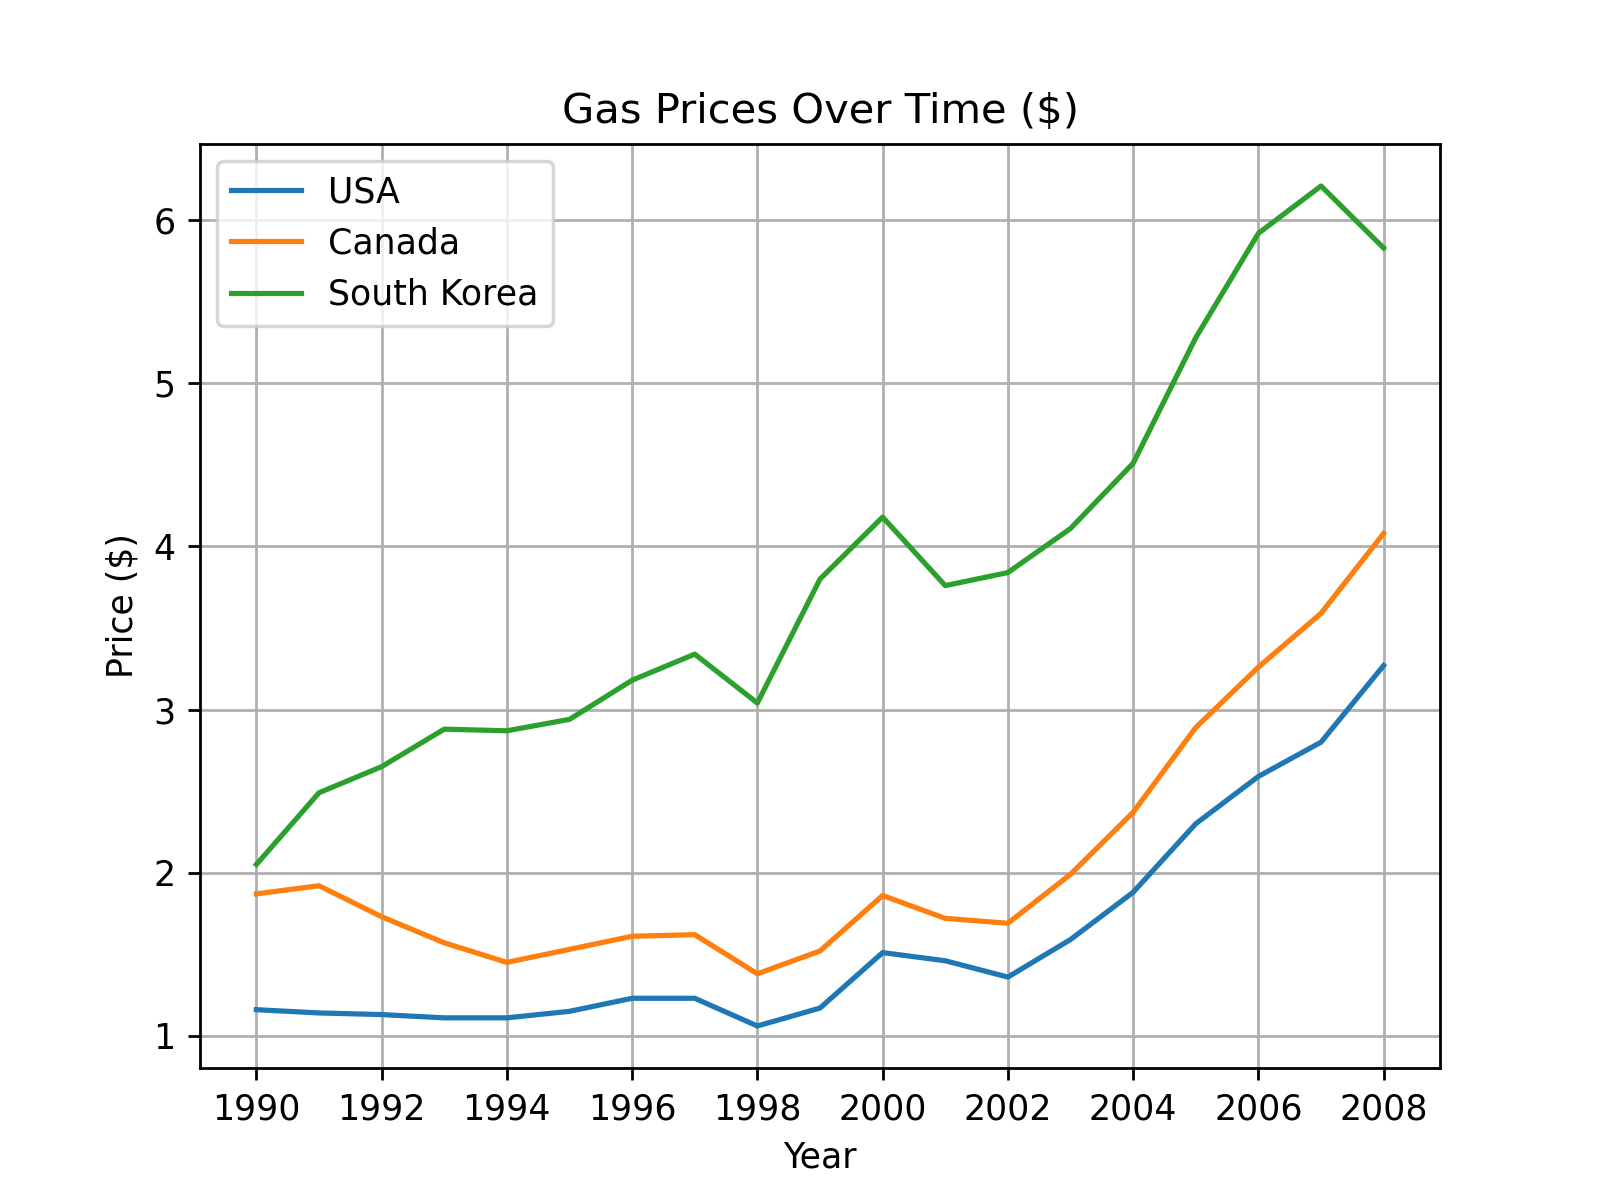 Gas Prices Over Time ($)
USA
Canada
South Korea
6
5
4
3
2
1
Price ($)
1990 1992 1994 1996 1998 2000 2002 2004 2006 2008
Year